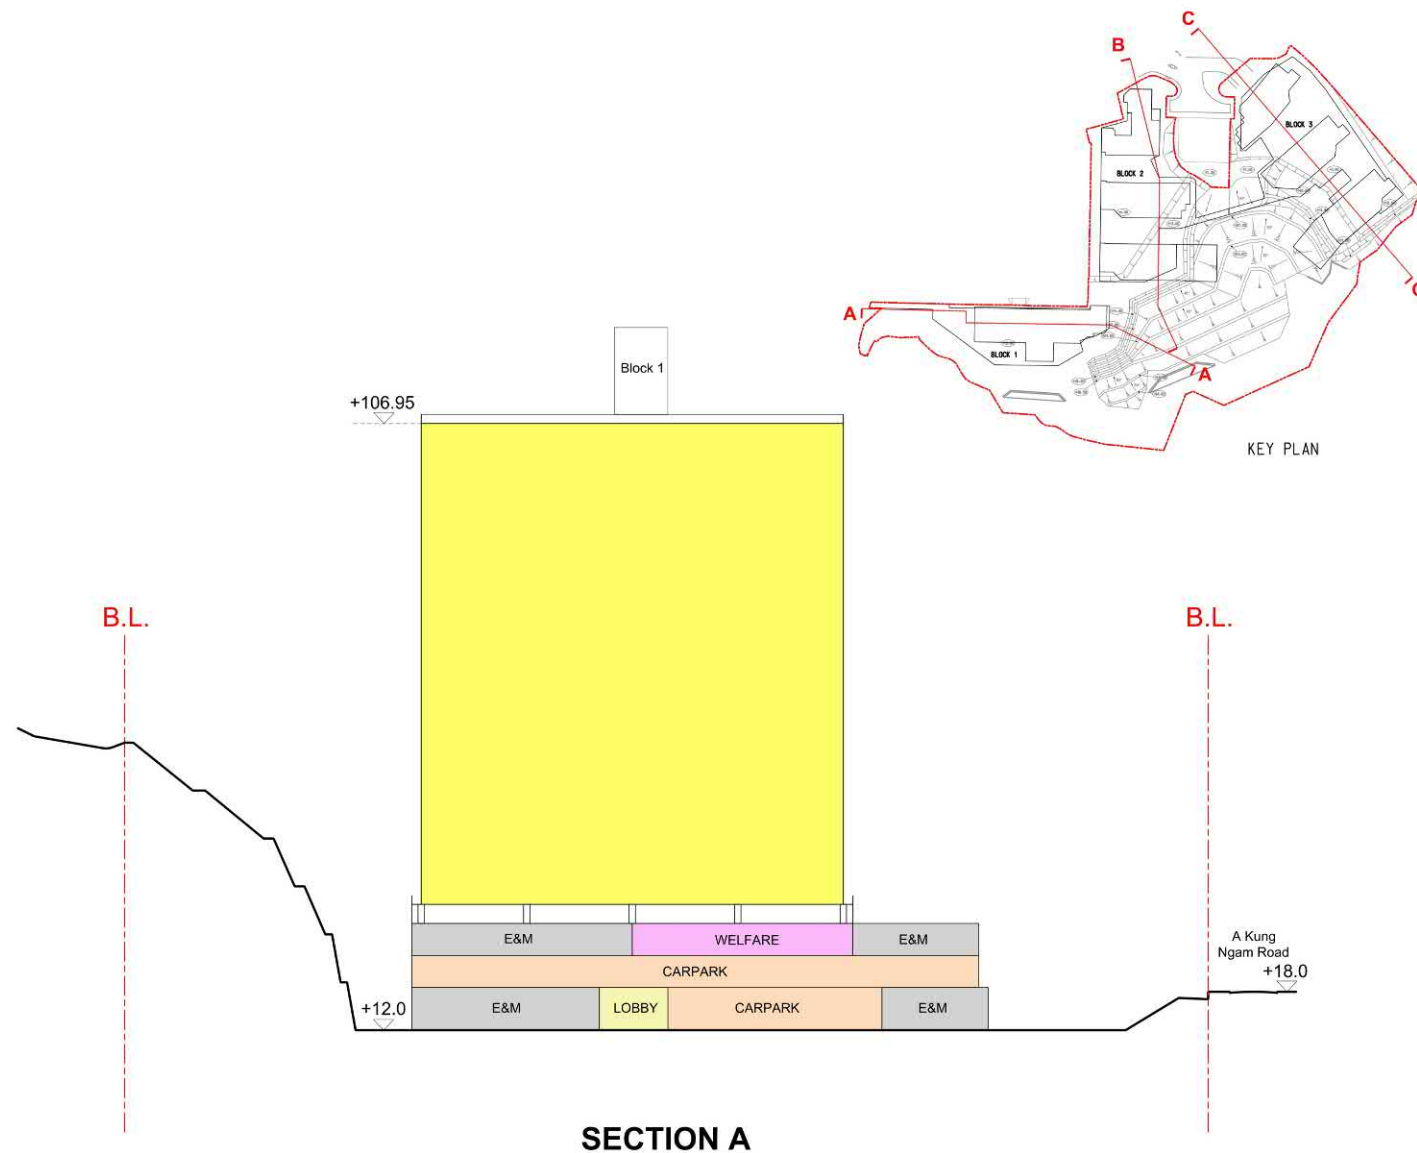 C
B
BLOCK 3
BLOCK 2
C
A
BLOCK 1
A
KEY PLAN
Block 1
+106.95
B.L.
B.L.
E&M
WELFARE
E&M
CARPARK
A Kung
Ngam Road
+18.0
+12.0
E&M
LOBBY
CARPARK
E&M
SECTION A